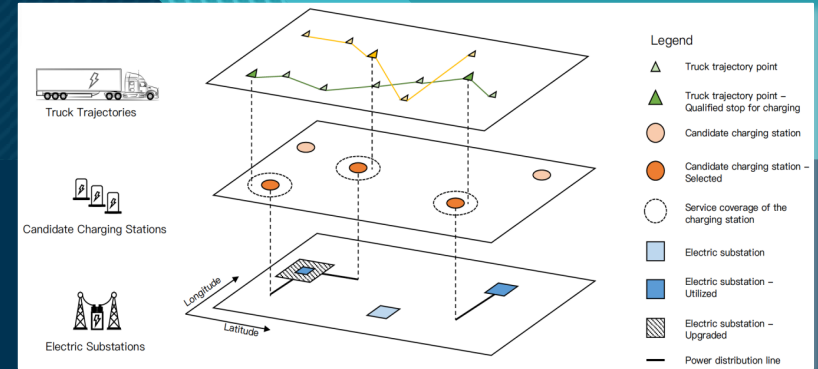 Truck Trajectories
Candidate Charging Stations
Electric Substations
Longitude
Latitude
Legend
Truck trajectory point
Truck trajectory point –
Qualified stop for charging
Candidate charging station
Candidate charging station –
Selected
Service coverage of the
charging station
Electric substation
Electric substation –
Utilized
Electric substation –
Upgraded
Power distribution line